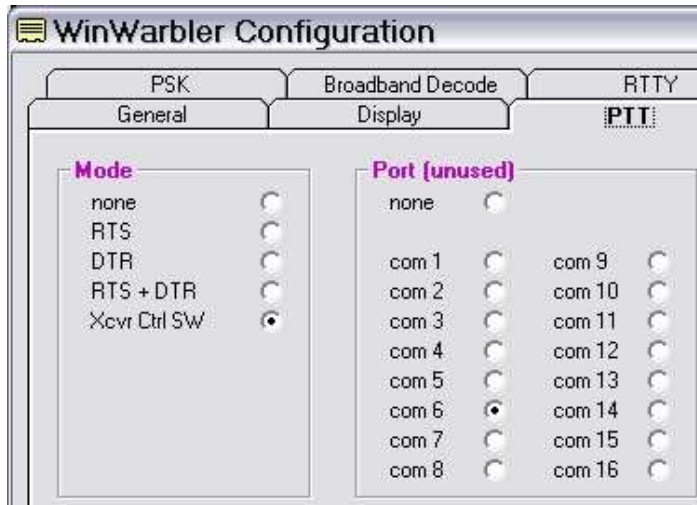 WinWarbler Configuration
PSK
Broadband Decode
RTTY
General
Display
PTT
Mode
none
RTS
DTR
RTS + DTR
Xcvr Ctrl SW
Port (unused)
none
com 1
com 9
com 2
com 10
com 3
com 11
com 4
com 12
com 5
com 13
com 6
com 14
com 7
com 15
com 8
com 16